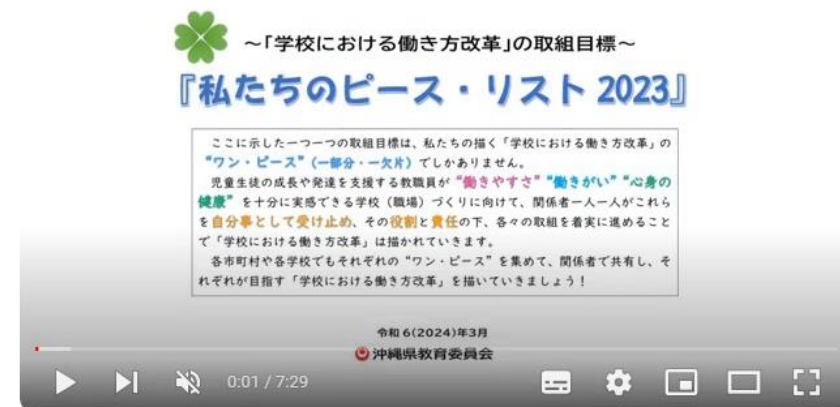 ～「学校における働き方改革」の取組目標～
『私たちのピース・リスト 2023』
ここに示した一つ一つの取組目標は、私たちの描く「学校における働き方改革」の
“ワン・ピース”（一部分・一欠片）でしかありません。
児童生徒の成長や発達を支援する教職員が “働きやすさ” “働きがい” “心身の
健康” を十分に実感できる学校（職場）づくりに向けて、関係者一人一人がこれら
を自分事として受け止め、その役割と責任の下、各々の取組を着実に進めること
で「学校における働き方改革」は描かれていきます。
各市町村や各学校でもそれぞれの “ワン・ピース” を集めて、関係者で共有し、そ
れぞれが目指す「学校における働き方改革」を描いていきましょう！
令和 6(2024)年3月
沖縄県教育委員会
0:01 / 7:29